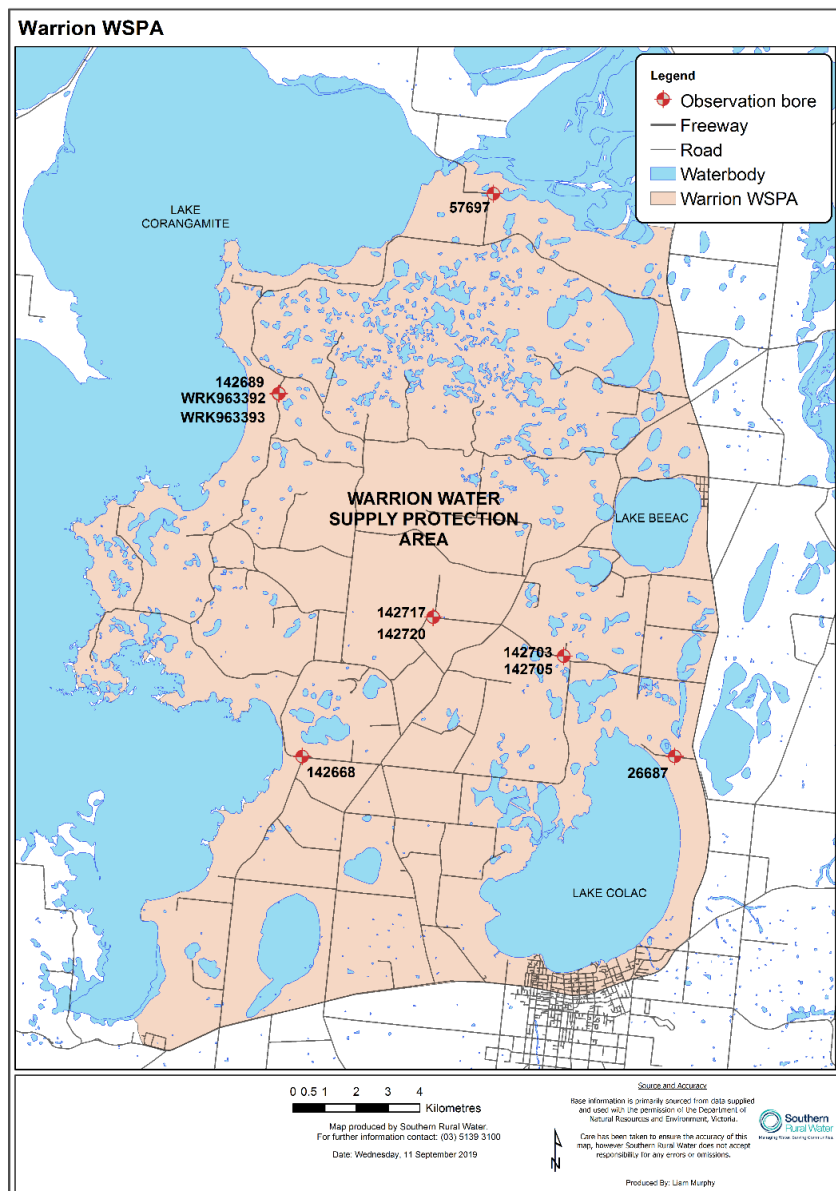 Warrion WSPA
Legend
Observation bore
Freeway
Road
Waterbody
Warrion WSPA
LAKE
CORANGAMITE
57697
142689
WRK963392
WRK963393
WARRION WATER
SUPPLY PROTECTION
AREA
LAKE BEEAC
142717
142720
142703
142705
142668
26687
LAKE COLAC
0 0.5 1 2 3 4
Kilometres
Map produced by Southern Rural Water.
For further information contact: (03) 5139 3100
Date: Wednesday, 11 September 2019
N
Source and Accuracy
Base information is primarily sourced from data supplied
and used with the permission of the Department of
Natural Resources and Environment, Victoria.
Care has been taken to ensure the accuracy of this
map, however Southern Rural Water does not accept
responsibility for any errors or omissions.
Produced By: Liam Murphy
Southern
Rural Water
Managing Water. Serving Communities.